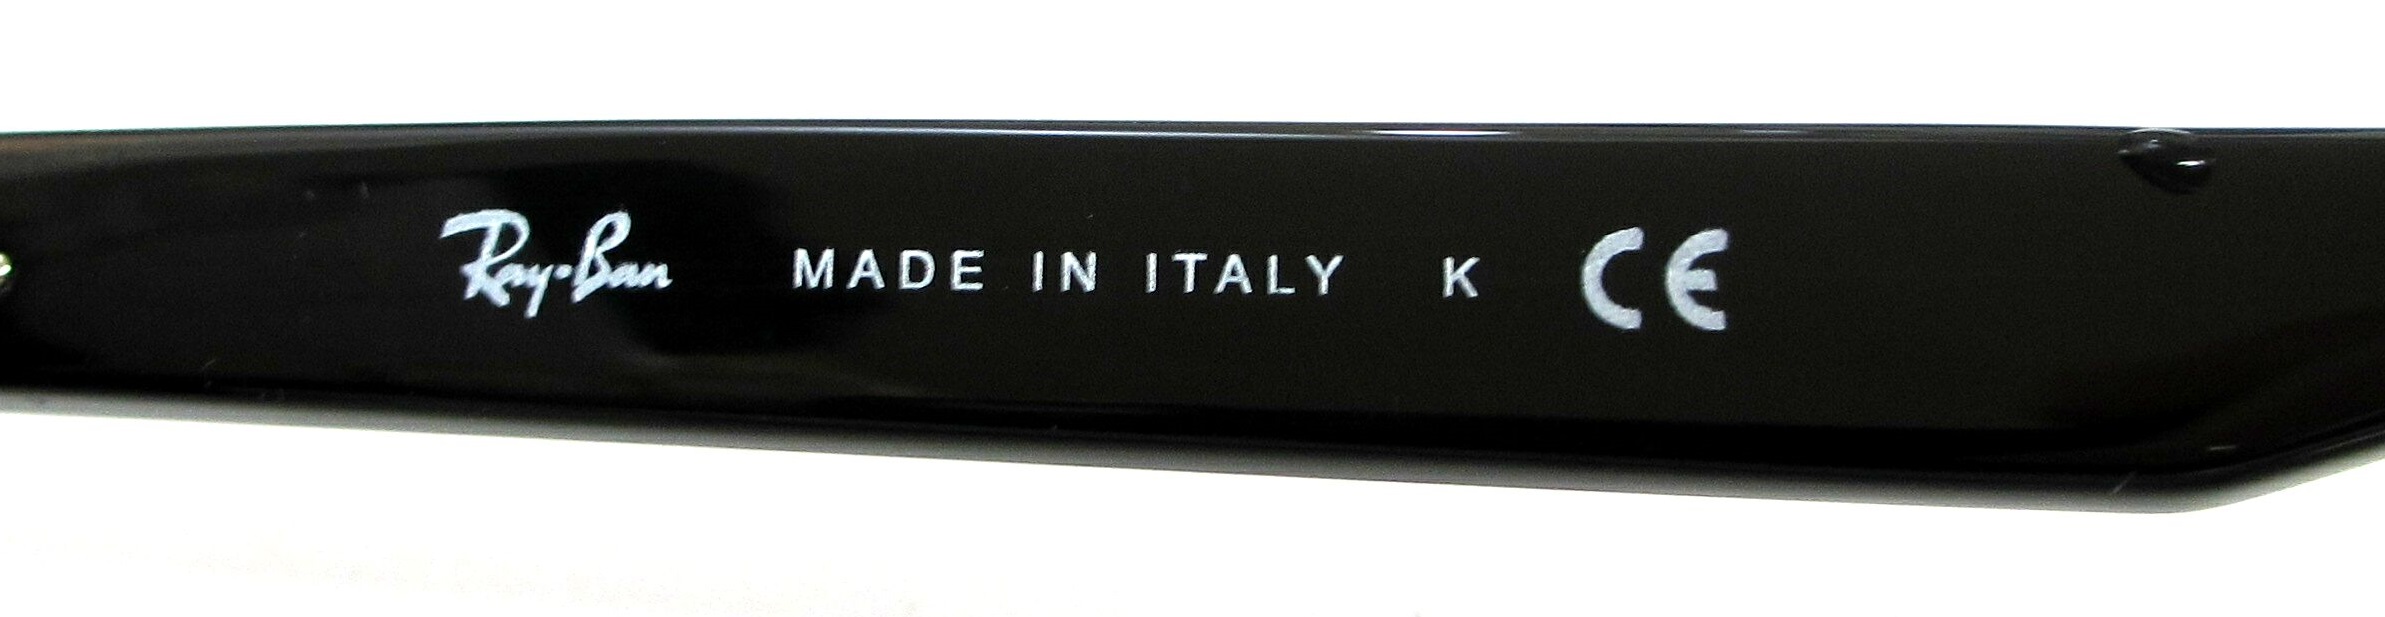 Ray-Ban MADE IN ITALY K CE